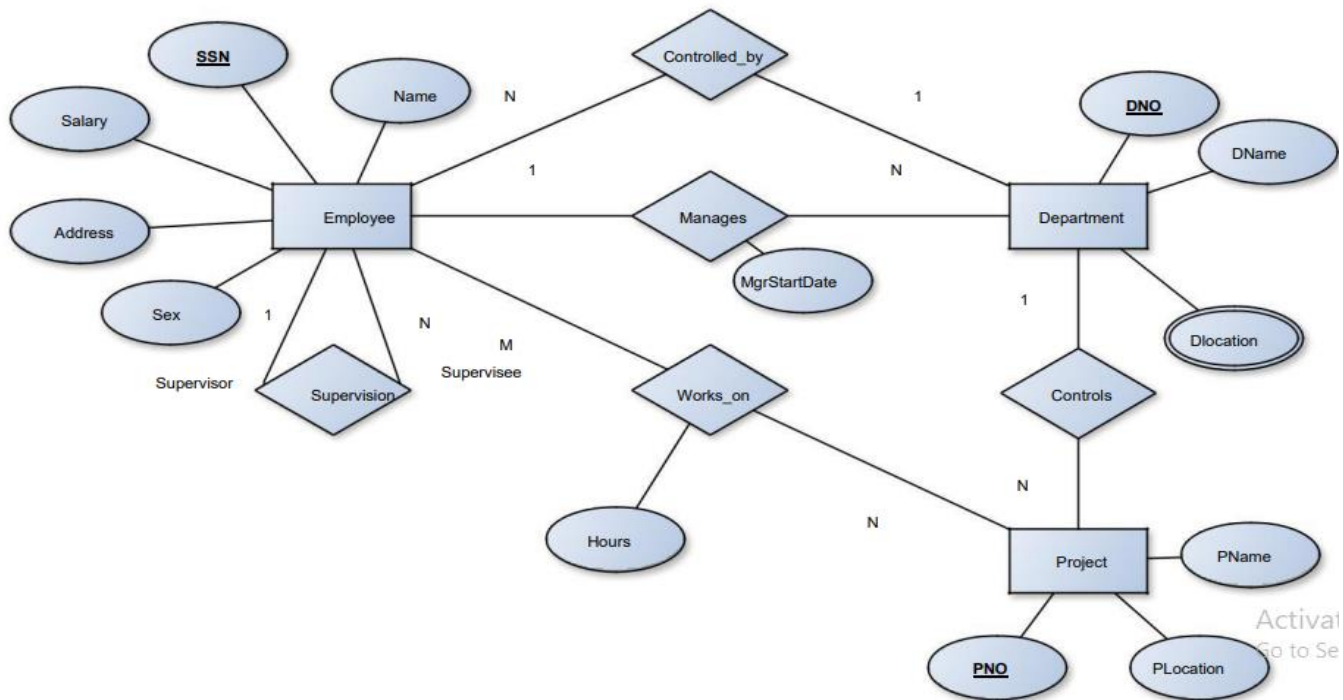 SSN
Controlled_by
Name
N
1
DNO
Salary
DName
1
N
Employee
Manages
Department
Address
MgrStartDate
Sex
1
N
1
Dlocation
M
Supervisor
Supervisee
Supervision
Works_on
Controls
N
N
Hours
PName
Project
Activat
Go to Se
PNO
PLocation